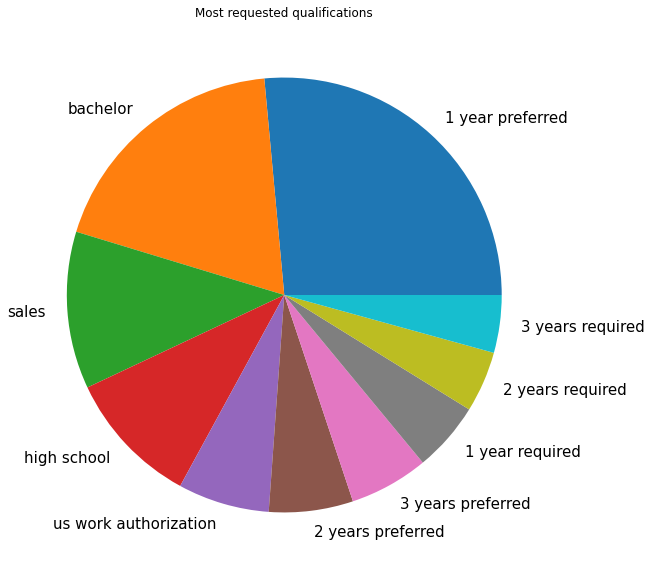 Most requested qualifications
1 year preferred
bachelor
sales
high school
us work authorization
2 years preferred
3 years preferred
1 year required
2 years required
3 years required